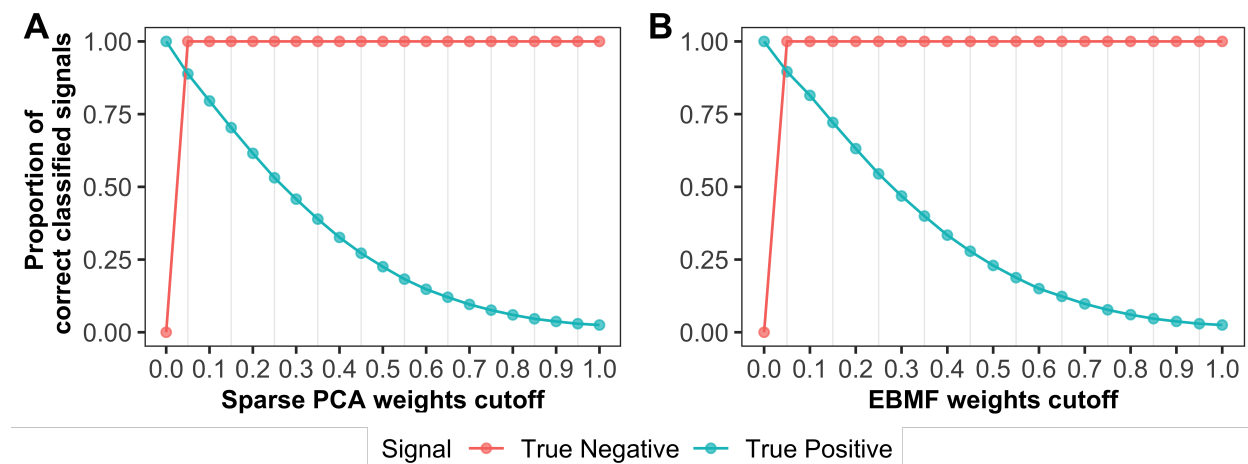 A
B
Proportion of
correct classified signals
1.00
0.75
0.50
0.25
0.00
0.0 0.1 0.2 0.3 0.4 0.5 0.6 0.7 0.8 0.9 1.0
Sparse PCA weights cutoff
1.00
0.75
0.50
0.25
0.00
0.0 0.1 0.2 0.3 0.4 0.5 0.6 0.7 0.8 0.9 1.0
EBMF weights cutoff
Signal True Negative True Positive